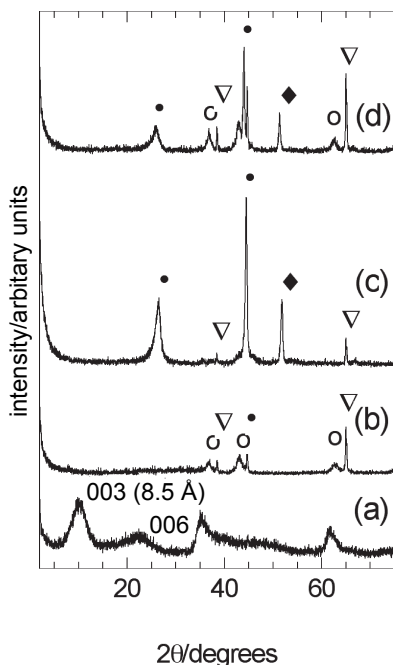 (d)
(c)
(b)
003 (8.5 Å)
006
(a)
intensity/arbitary units
20 40 60
2θ/degrees